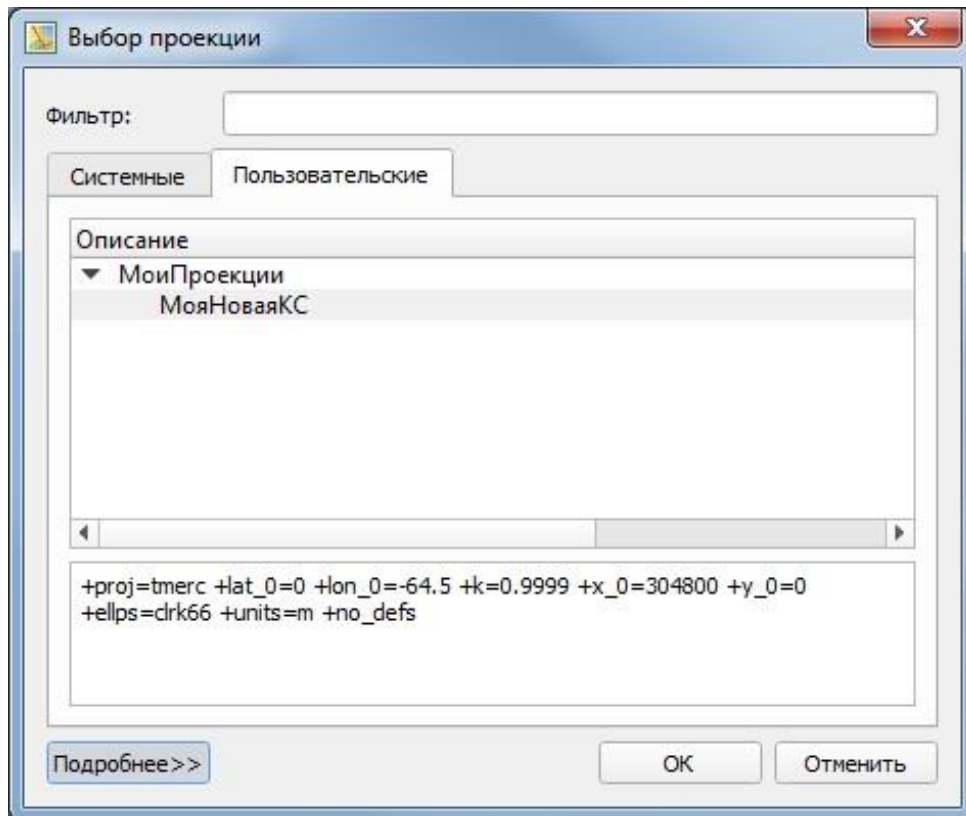 Выбор проекции
Фильтр:
Системные Пользовательские
Описание
МоиПроекции
МояНоваяКС
+proj=tmerc +lat_0=0 +lon_0=-64.5 +k=0.9999 +x_0=304800 +y_0=0
+ellps=clrk66 +units=m +no_defs
Подробнее>> OK Отменить